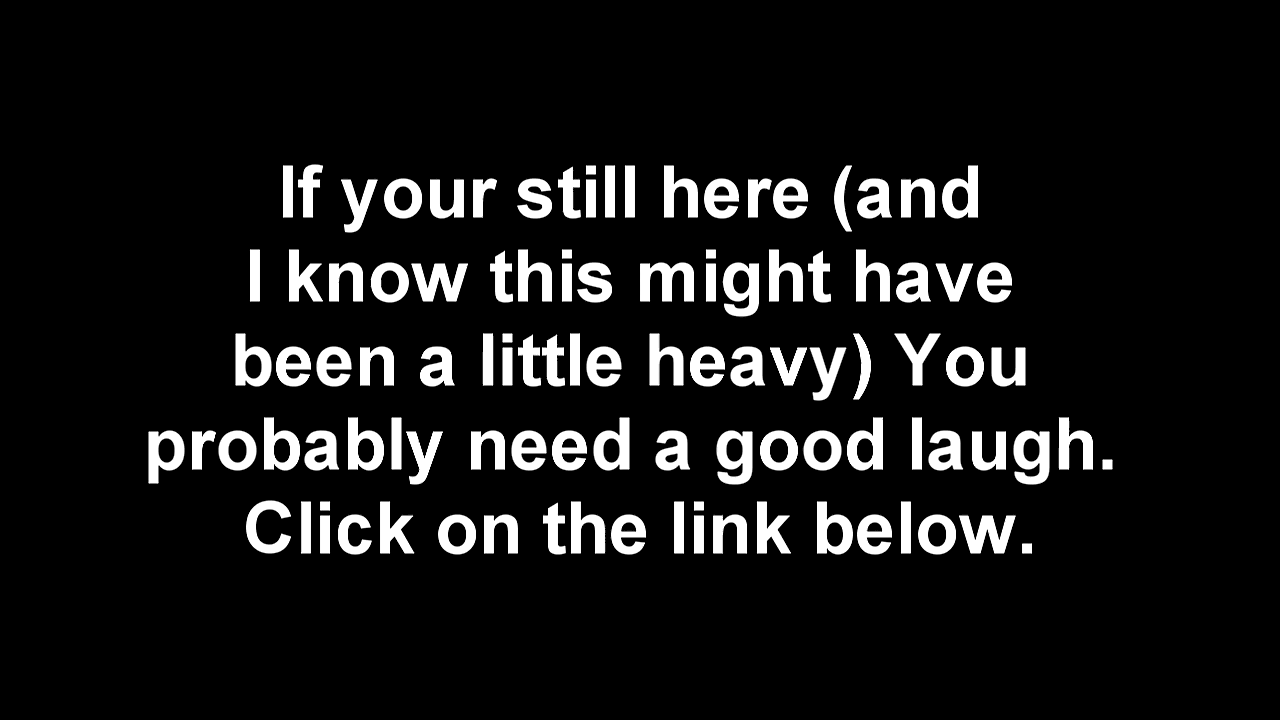 If your still here (and
I know this might have
been a little heavy) You
probably need a good laugh.
Click on the link below.